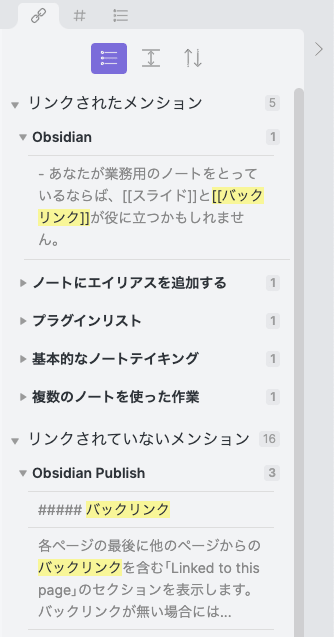 リンクされたメンション 5
Obsidian 1
- あなたが業務用のノートをとって
いるならば、[[スライド]]と[[バック
リンク]]が役に立つかもしれませ
ん。
ノートにエイリアスを追加する 1
プラグインリスト 1
基本的なノートテイキング 1
複数のノートを使った作業 1
リンクされていないメンション 16
Obsidian Publish 3
##### バックリンク
各ページの最後に他のページからの
バックリンクを含む「Linked to this
page」のセクションを表示します。
バックリンクが無い場合には...